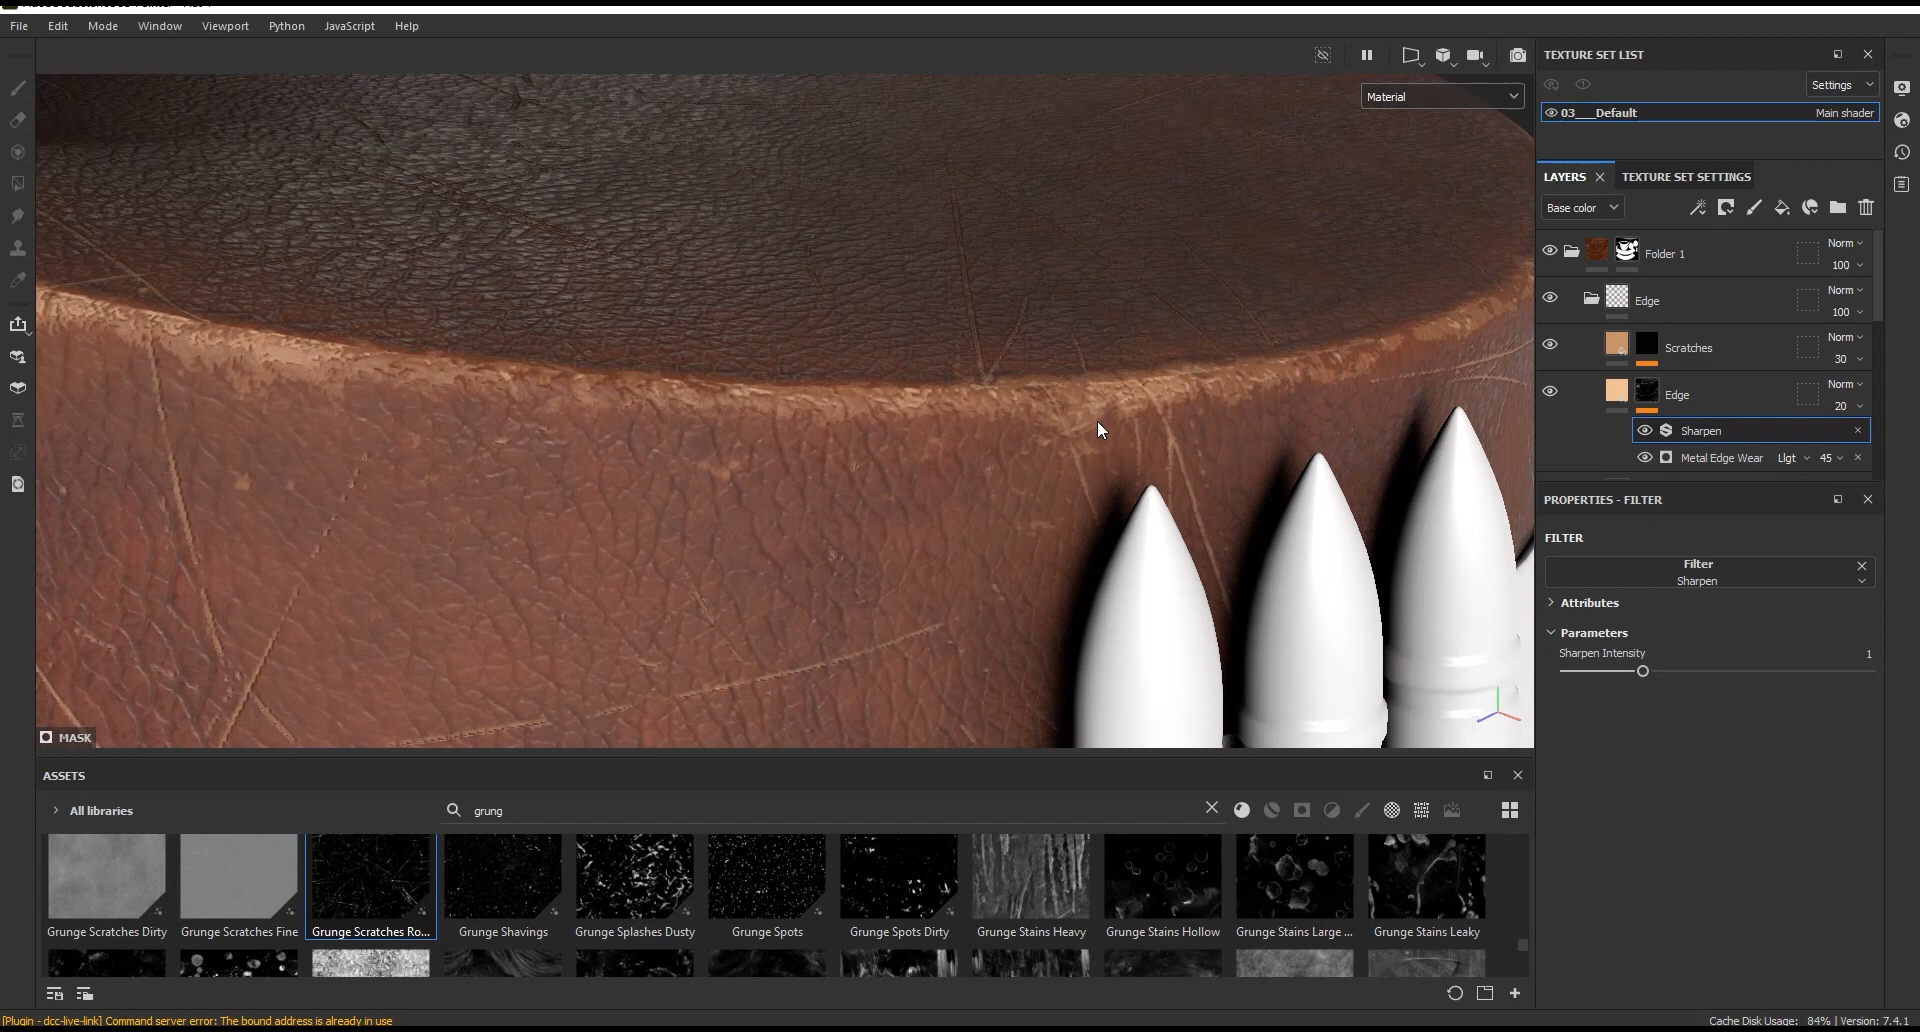 File Edit Mode Window Viewport Python JavaScript Help
TEXTURE SET LIST
Settings
Material
03___Default Main shader
LAYERS TEXTURE SET SETTINGS
Base color
Norm
Folder 1
100
Norm
Edge
100
Norm
Scratches
30
Norm
Edge
20
Sharpen
Metal Edge Wear Llgt 45
PROPERTIES - FILTER
FILTER
Filter
Sharpen
Attributes
Parameters
Sharpen Intensity 1
MASK
ASSETS
All libraries
grung
Grunge Scratches Dirty
Grunge Scratches Fine
Grunge Scratches Ro...
Grunge Shavings
Grunge Splashes Dusty
Grunge Spots
Grunge Spots Dirty
Grunge Stains Heavy
Grunge Stains Hollow
Grunge Stains Large ...
Grunge Stains Leaky
[Plugin - dcc-live-link] Command server error: The bound address is already in use
Cache Disk Usage: 84% | Version: 7.4.1